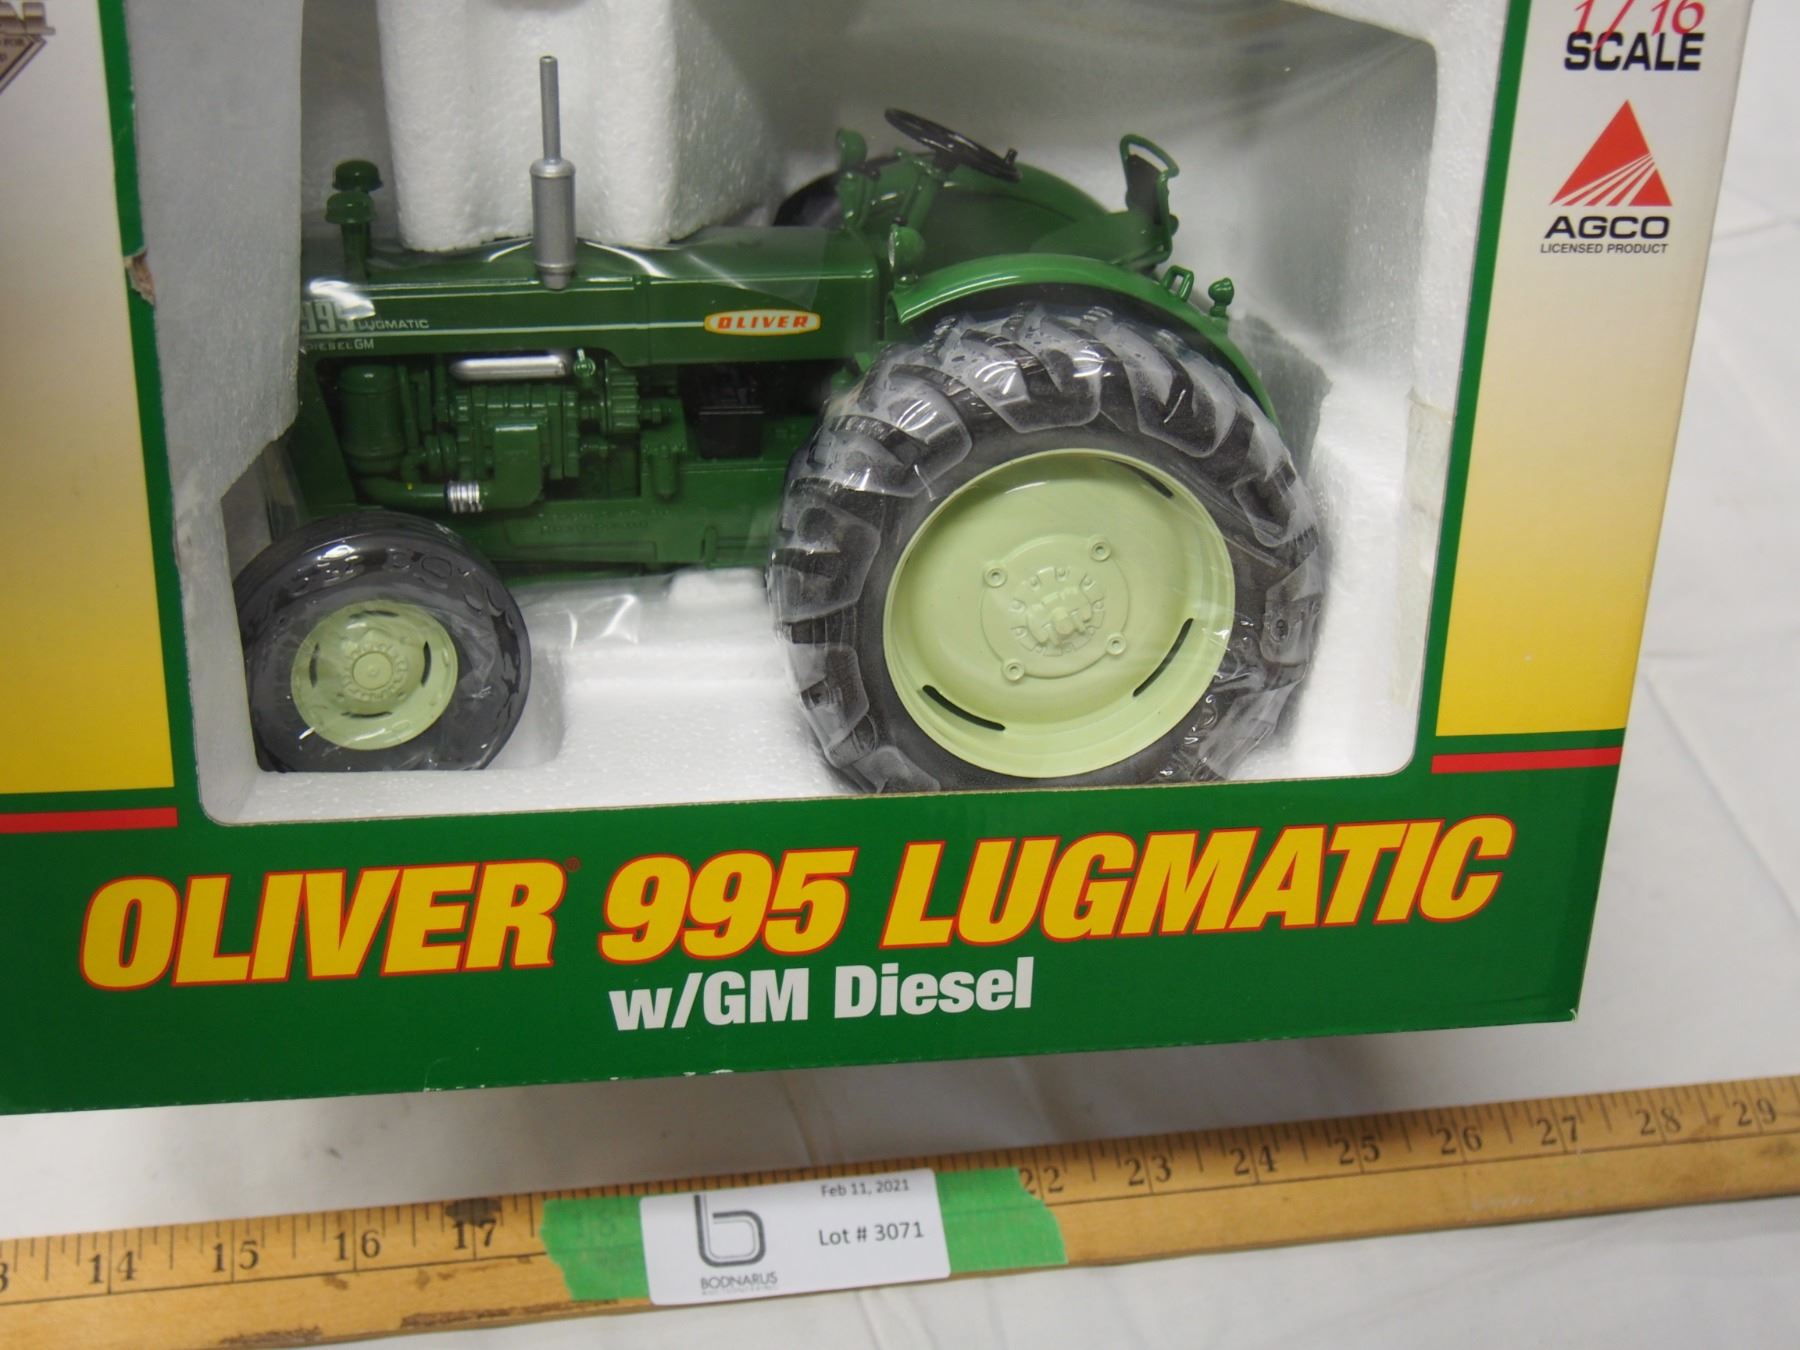 1/16
SCALE
AGCO
LICENSED PRODUCT
995 LUGMATIC
DIESEL GM
OLIVER
OLIVER® 995 LUGMATIC
w/GM Diesel
14 15 16 17 18 22 23 24 25 26 27 28 29
Feb 11, 2021
Lot # 3071
b
BODNARUS